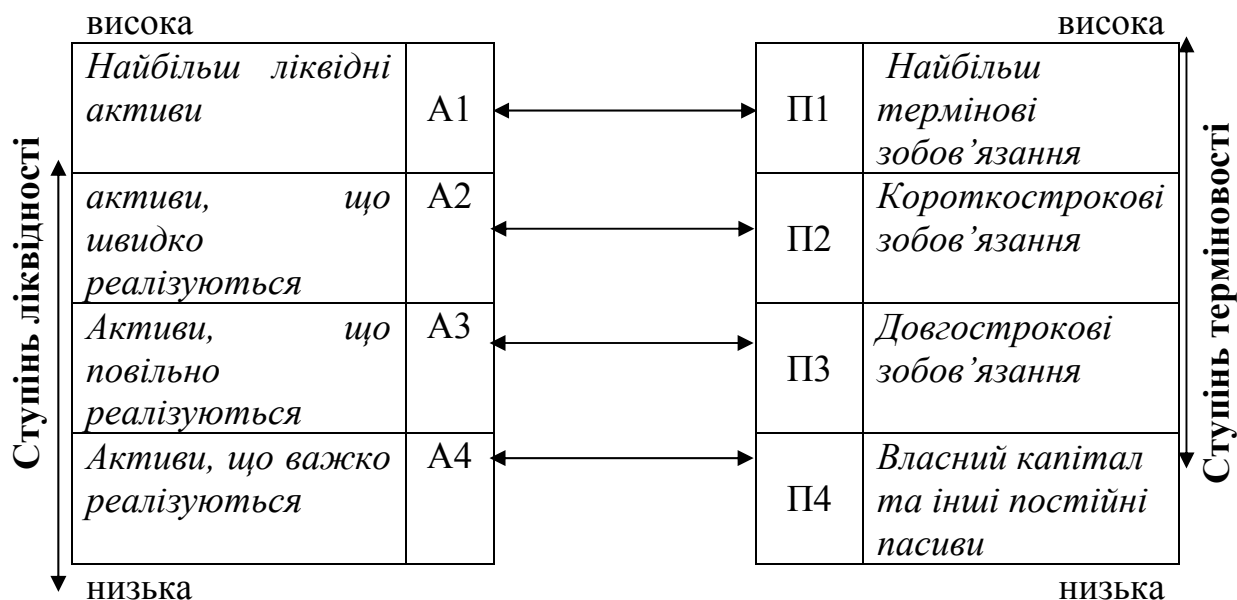 висока
висока
Найбільш ліквідні
активи
А1
П1
Найбільш
термінові
зобов’язання
активи, що
швидко
реалізуються
А2
П2
Короткострокові
зобов’язання
Активи, що
повільно
реалізуються
А3
П3
Довгострокові
зобов’язання
Активи, що важко
реалізуються
А4
П4
Власний капітал
та інші постійні
пасиви
низька
низька
Ступінь ліквідності
Ступінь терміновості